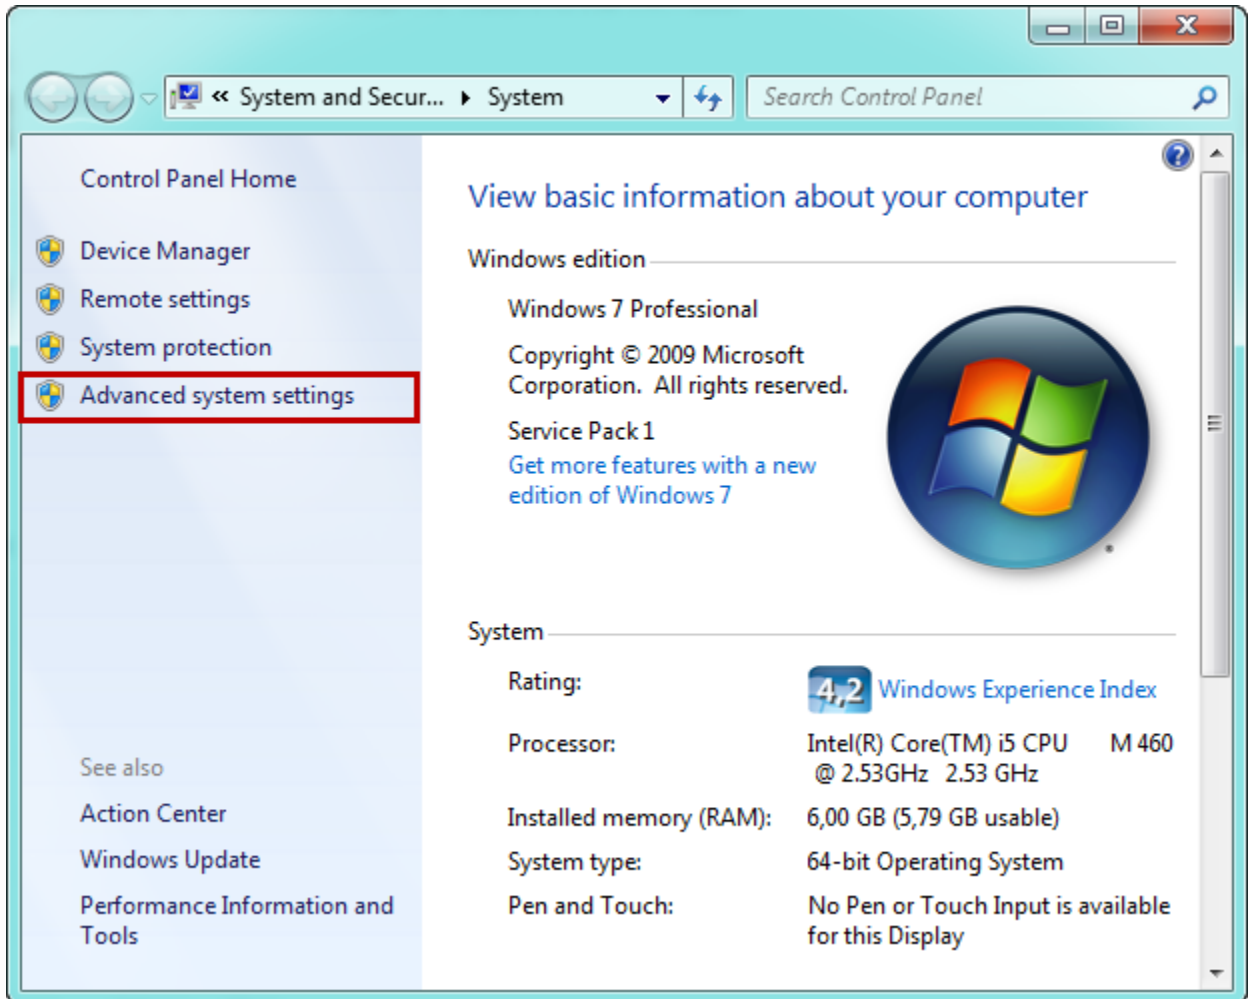 « System and Secur... ▸ System
Search Control Panel
Control Panel Home
Device Manager
Remote settings
System protection
Advanced system settings
See also
Action Center
Windows Update
Performance Information and
Tools
View basic information about your computer
Windows edition
Windows 7 Professional
Copyright © 2009 Microsoft
Corporation. All rights reserved.
Service Pack 1
Get more features with a new
edition of Windows 7
System
Rating:
4,2 Windows Experience Index
Processor:
Intel(R) Core(TM) i5 CPU M 460
@ 2.53GHz 2.53 GHz
Installed memory (RAM): 6,00 GB (5,79 GB usable)
System type: 64-bit Operating System
Pen and Touch: No Pen or Touch Input is available
for this Display